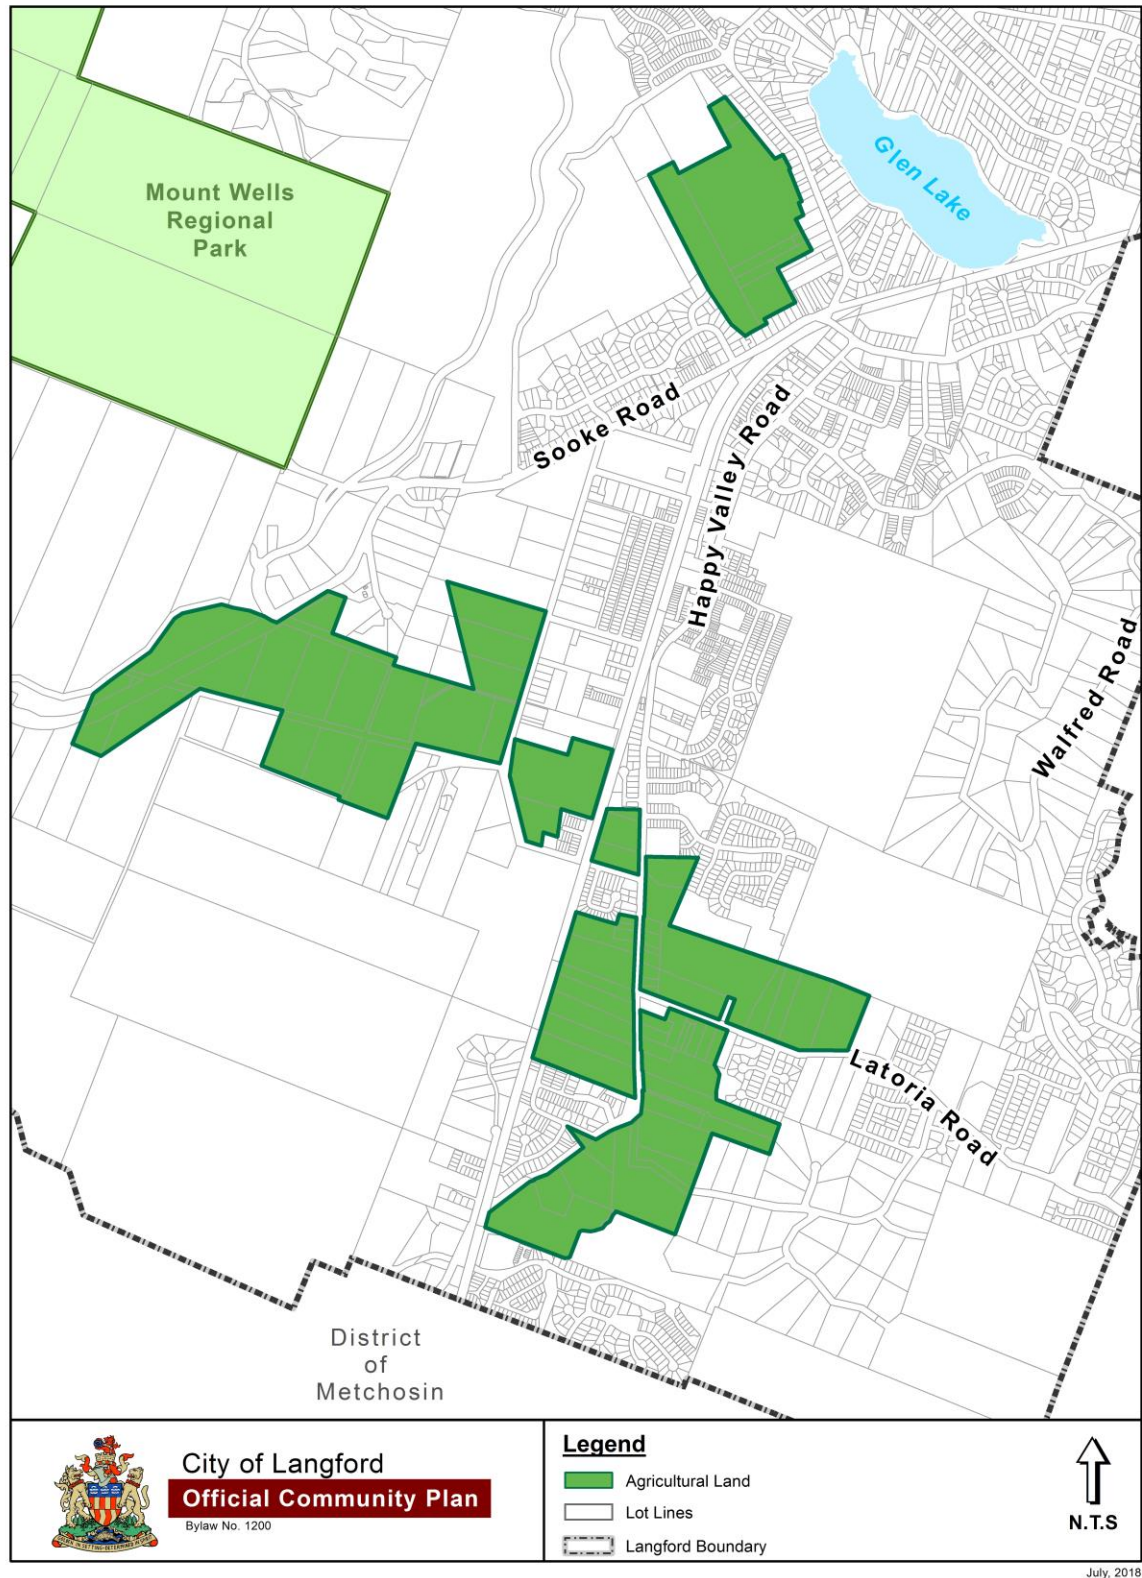 Glen Lake
Mount Wells
Regional
Park
Sooke Road
Happy Valley Road
Walfred Road
Latoria Road
District
of
Metchosin
City of Langford
Official Community Plan
Bylaw No. 1200
Legend
Agricultural Land
Lot Lines
Langford Boundary
N.T.S
July, 2018